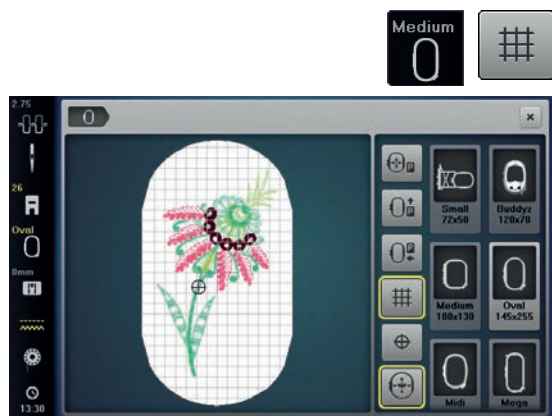 Medium
2.75
26
Oval
0mm
13:30
Small
72x50
Buddyz
120x70
Medium
100x130
Oval
145x255
Midi
Mega